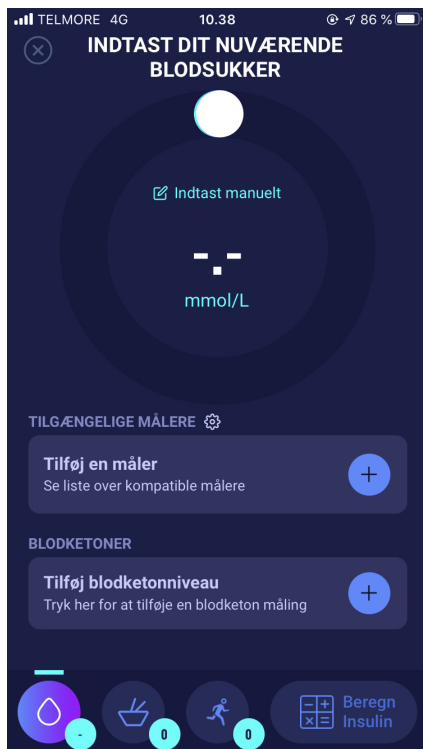 TELMORE 4G 10.38 86 %
INDTAST DIT NUVÆRENDE
BLODSUKKER
Indtast manuelt
-.-
mmol/L
TILGÆNGELIGE MÅLERE
Tilføj en måler
Se liste over kompatible målere
BLODKETONER
Tilføj blodketonniveau
Tryk her for at tilføje en blodketon måling
-
0
0
Beregn
Insulin